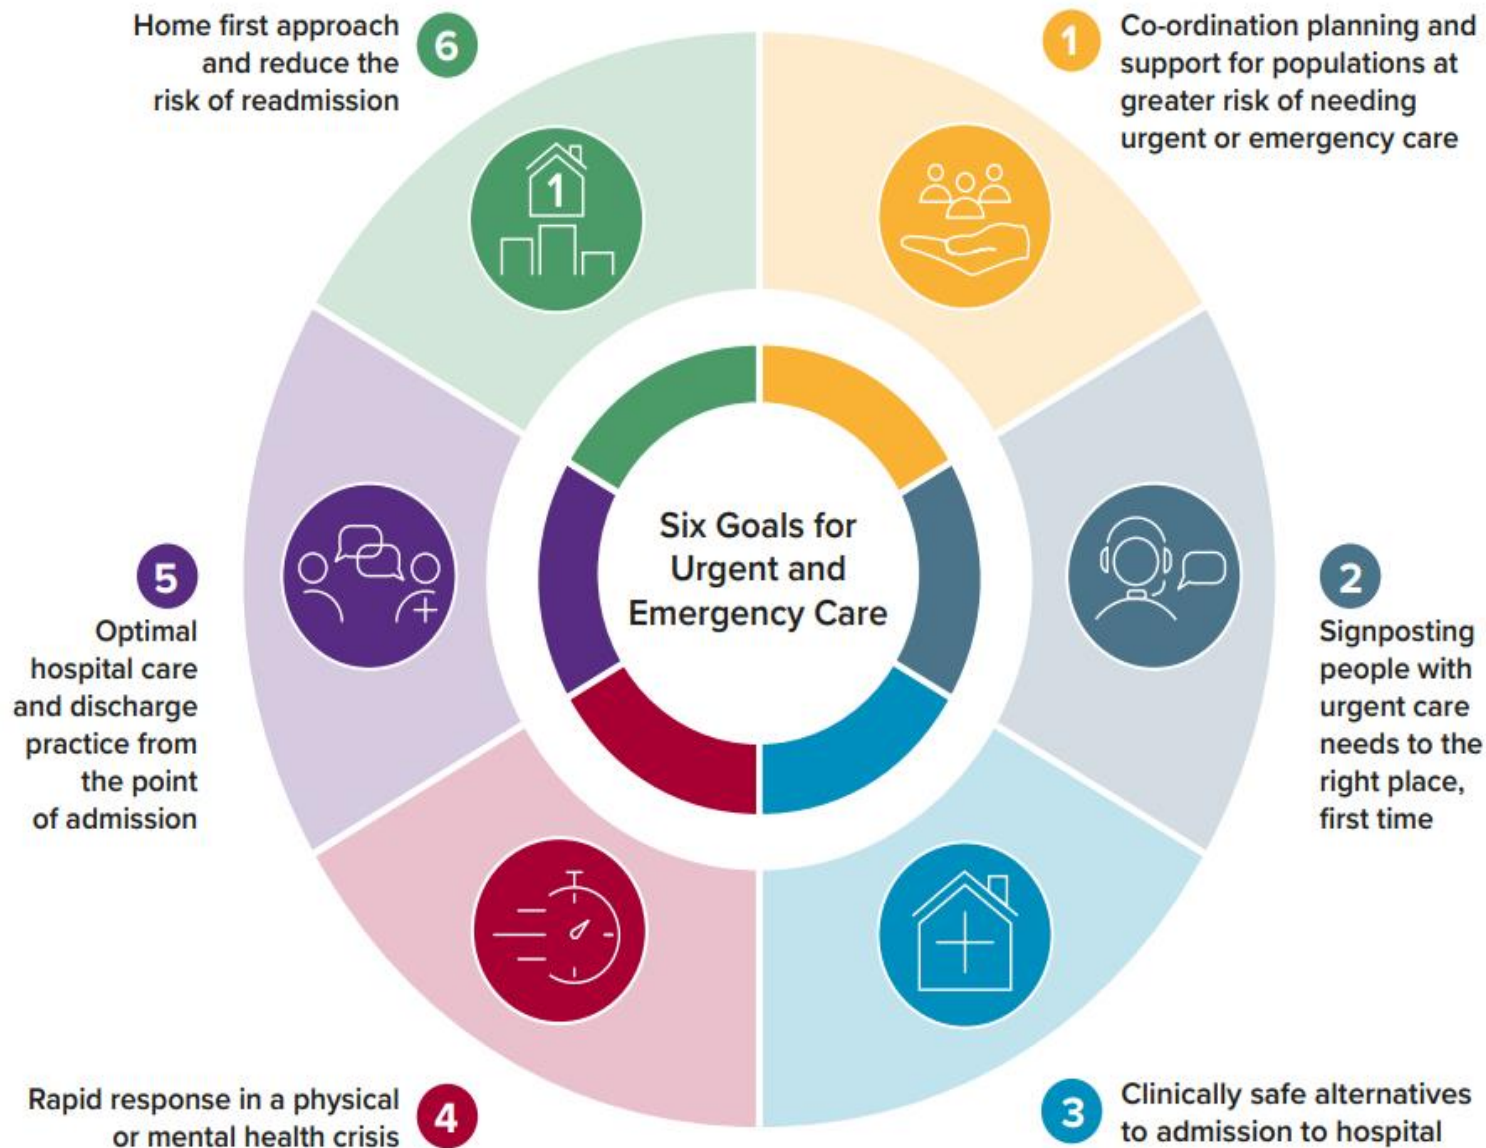 Six Goals for
Urgent and
Emergency Care
1
Co-ordination planning and
support for populations at
greater risk of needing
urgent or emergency care
2
Signposting
people with
urgent care
needs to the
right place,
first time
3
Clinically safe alternatives
to admission to hospital
4
Rapid response in a physical
or mental health crisis
5
Optimal
hospital care
and discharge
practice from
the point
of admission
6
Home first approach
and reduce the
risk of readmission
1